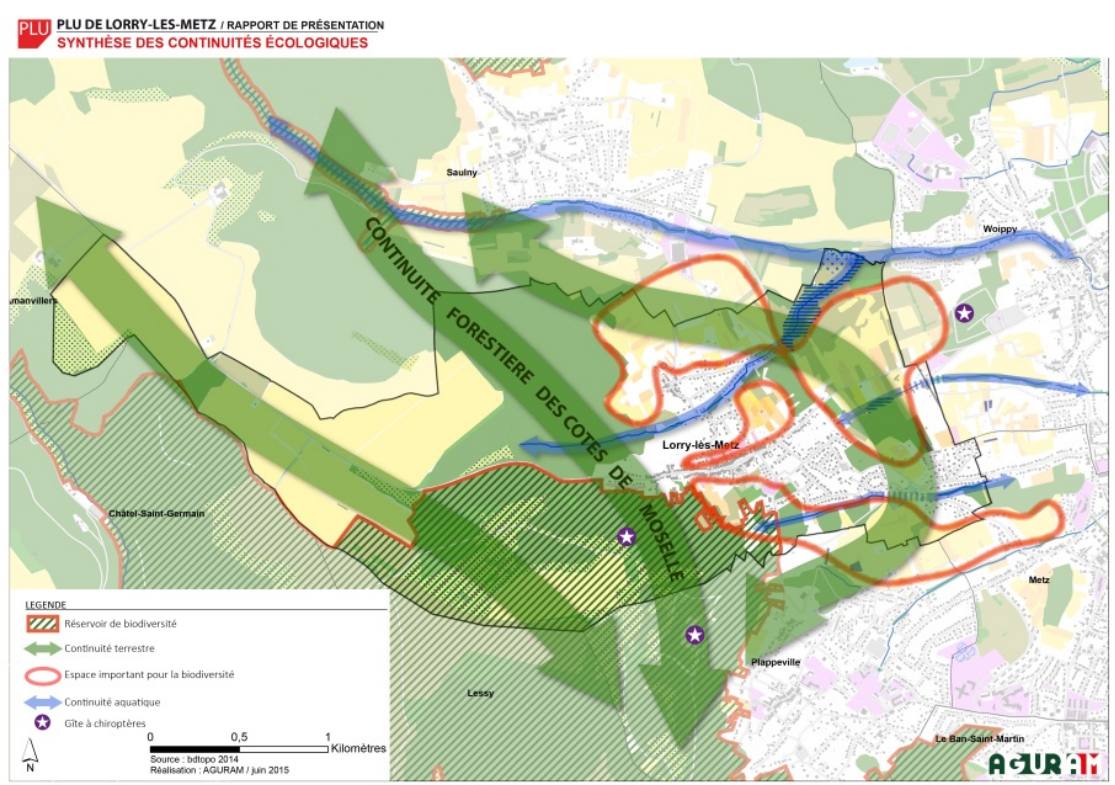 PLU
PLU DE LORRY-LES-METZ / RAPPORT DE PRÉSENTATION
SYNTHÈSE DES CONTINUITÉS ÉCOLOGIQUES
Saulny
Woippy
manvillers
CONTINUITE FORESTIERE DES COTES DE MOSELLE
Lorry-lès-Metz
Châtel-Saint-Germain
Metz
Plappeville
Lessy
Le Ban-Saint-Martin
LEGENDE
Réservoir de biodiversité
Continuité terrestre
Espace important pour la biodiversité
Continuité aquatique
Gîte à chiroptères
0 0,5 1
Kilomètres
N
Source : bdtopo 2014
Réalisation : AGURAM / juin 2015
AGURAM